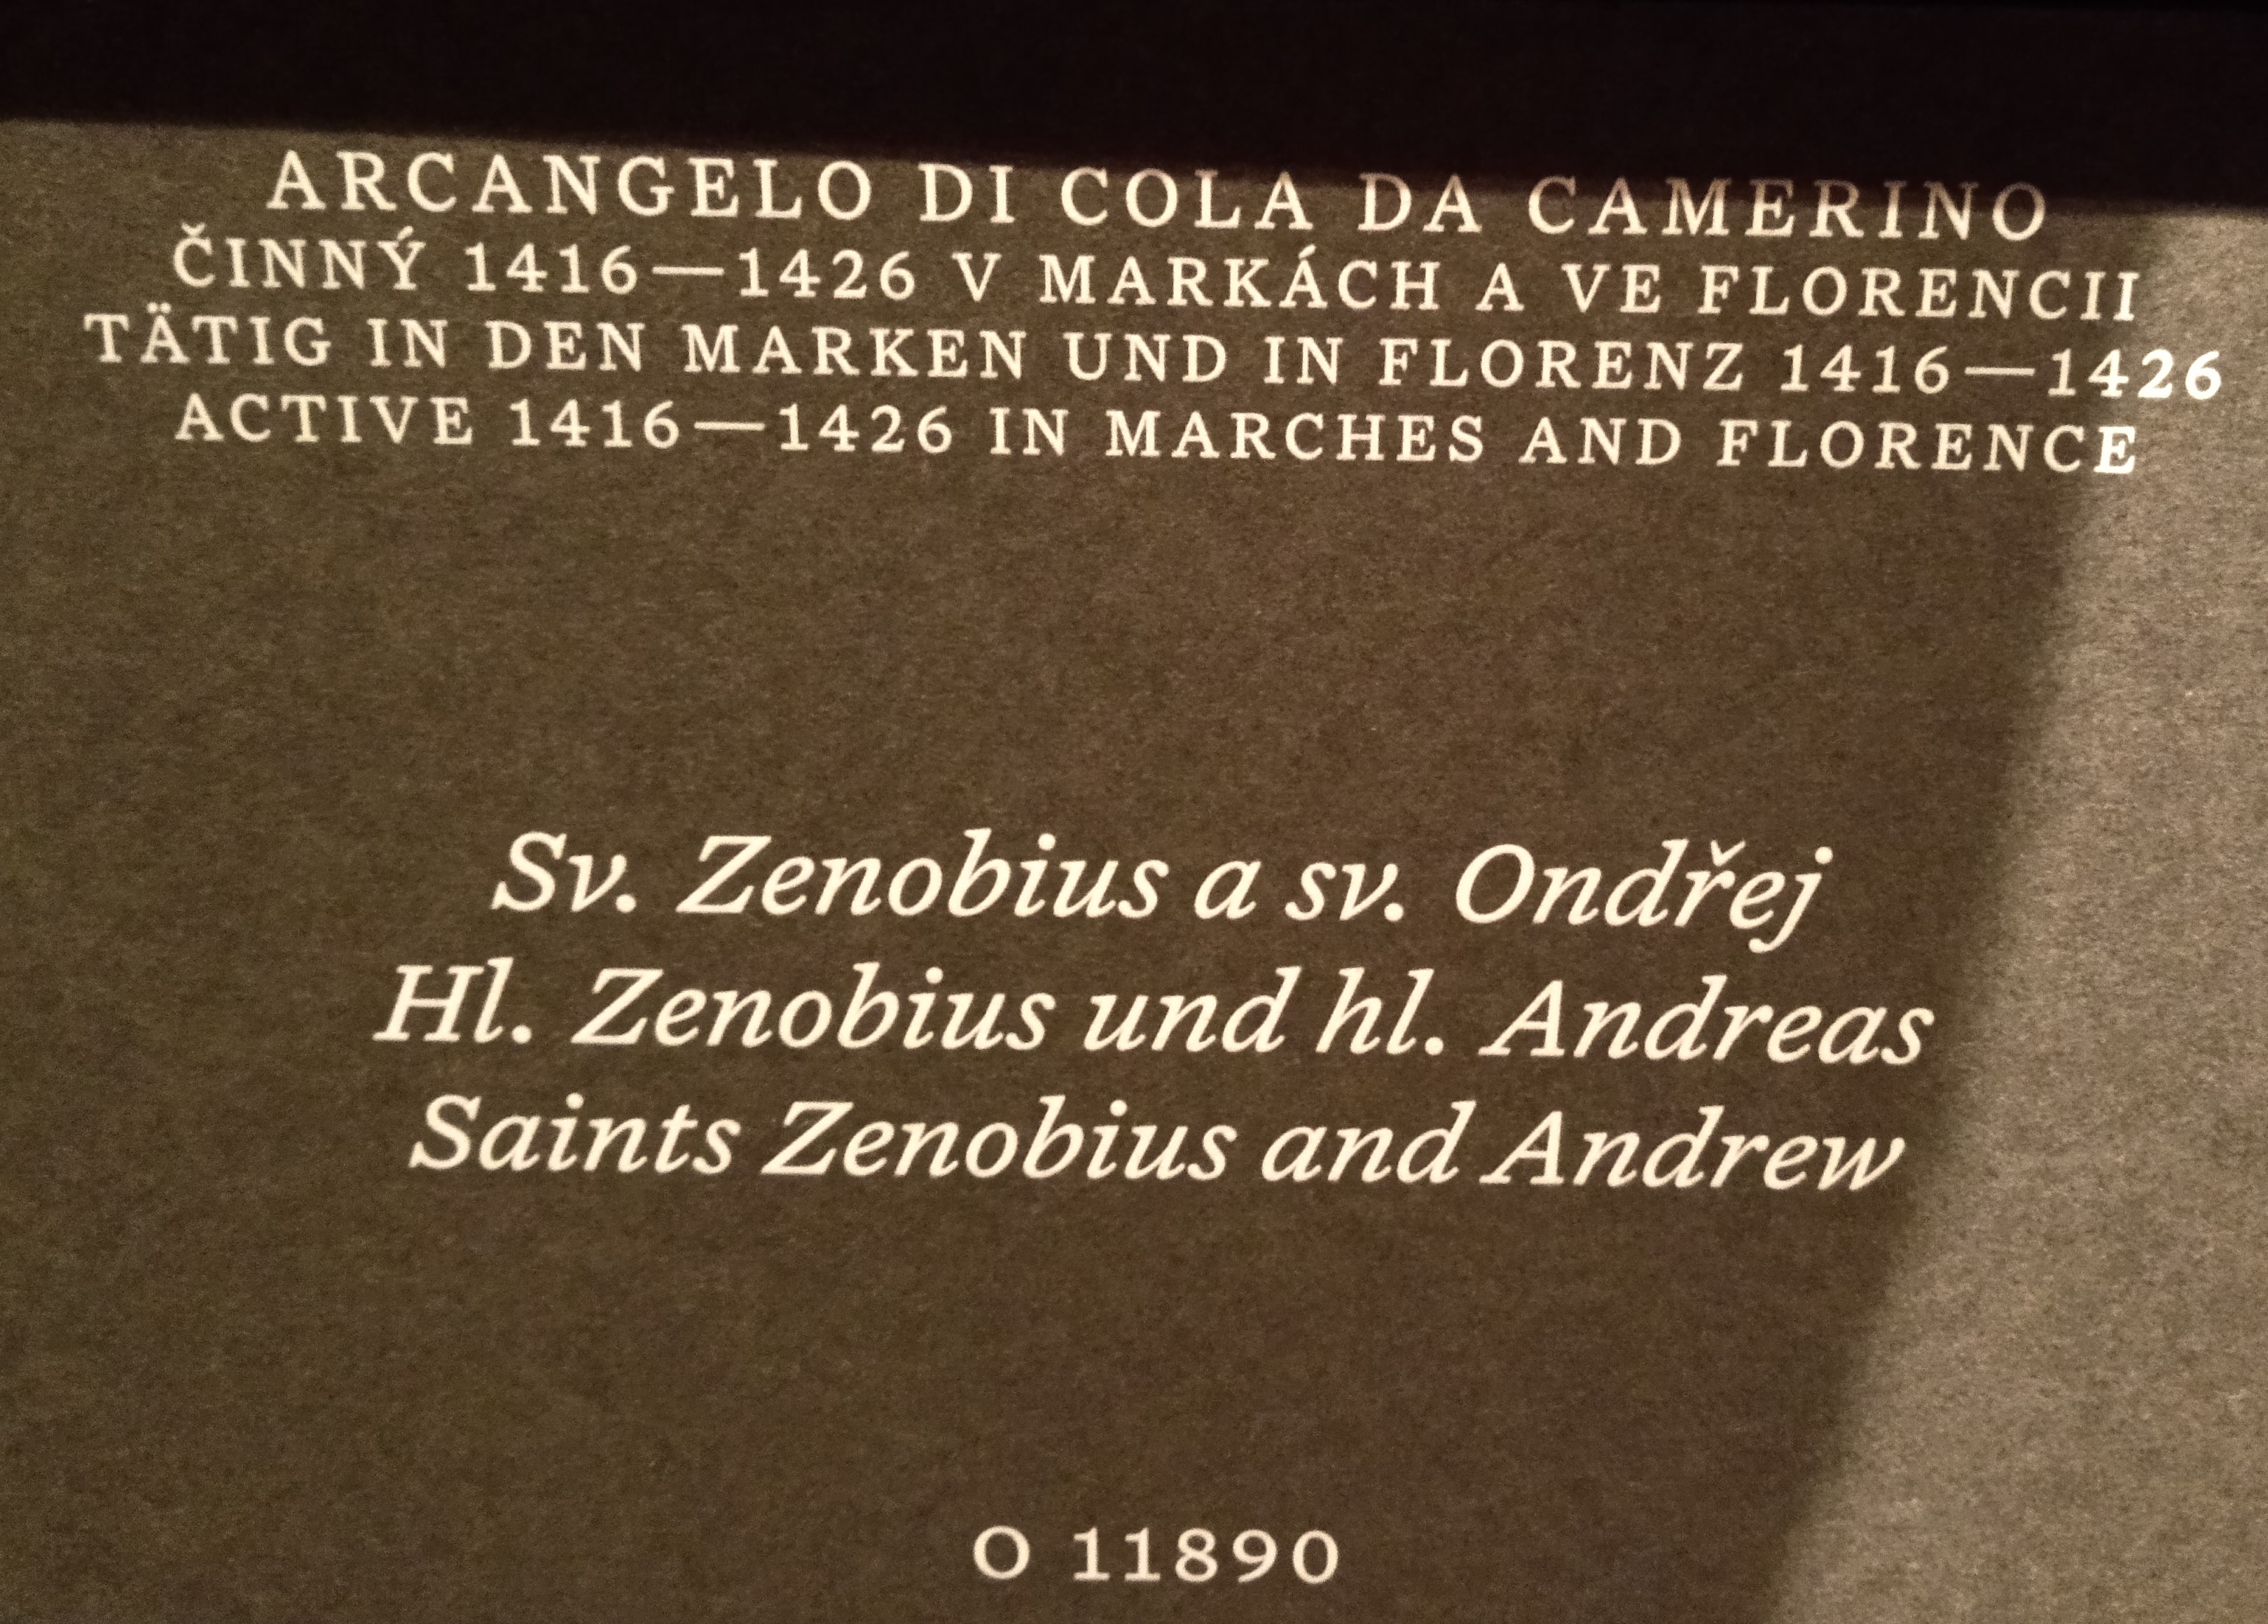 ARCANGELO DI COLA DA CAMERINO
ČINNÝ 1416—1426 V MARKÁCH A VE FLORENCII
TÄTIG IN DEN MARKEN UND IN FLORENZ 1416—1426
ACTIVE 1416—1426 IN MARCHES AND FLORENCE
Sv. Zenobius a sv. Ondřej
Hl. Zenobius und hl. Andreas
Saints Zenobius and Andrew
O 11890